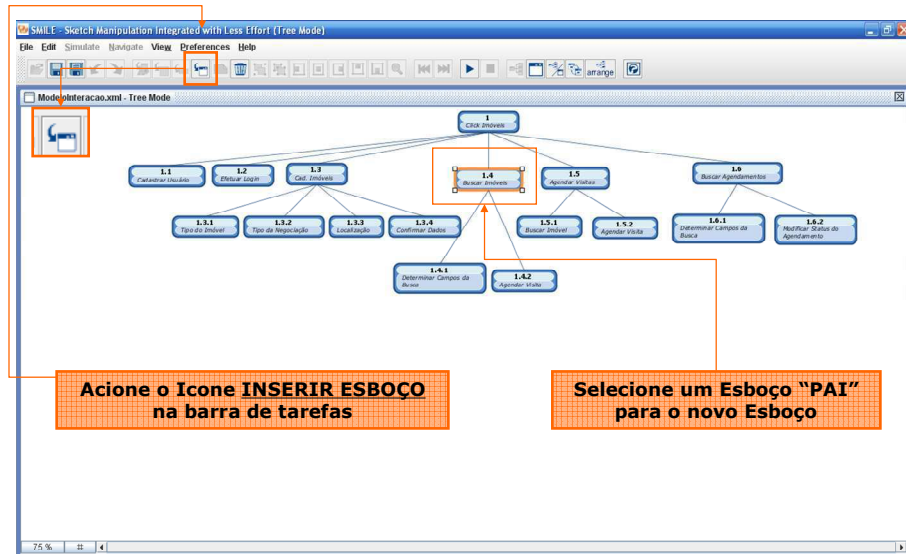 SMILE - Sketch Manipulation Integrated with Less Effort (Tree Mode)
File Edit Simulate Navigate View Preferences Help
arrange
ModeloInteracao.xml - Tree Mode
1
Click Imóveis
1.1
Cadastrar Usuário
1.2
Efetuar Login
1.3
Cad. Imóveis
1.4
Buscar Imóveis
1.5
Agendar Visitas
1.6
Buscar Agendamentos
1.3.1
Tipo do Imóvel
1.3.2
Tipo da Negociação
1.3.3
Localização
1.3.4
Confirmar Dados
1.5.1
Buscar Imóvel
1.5.2
Agendar Visita
1.6.1
Determinar Campos da
Busca
1.6.2
Modificar Status do
Agendamento
1.4.1
Determinar Campos da
Busca
1.4.2
Agendar Visita
Acione o Icone INSERIR ESBOÇO
na barra de tarefas
Selecione um Esboço “PAI”
para o novo Esboço
75 %